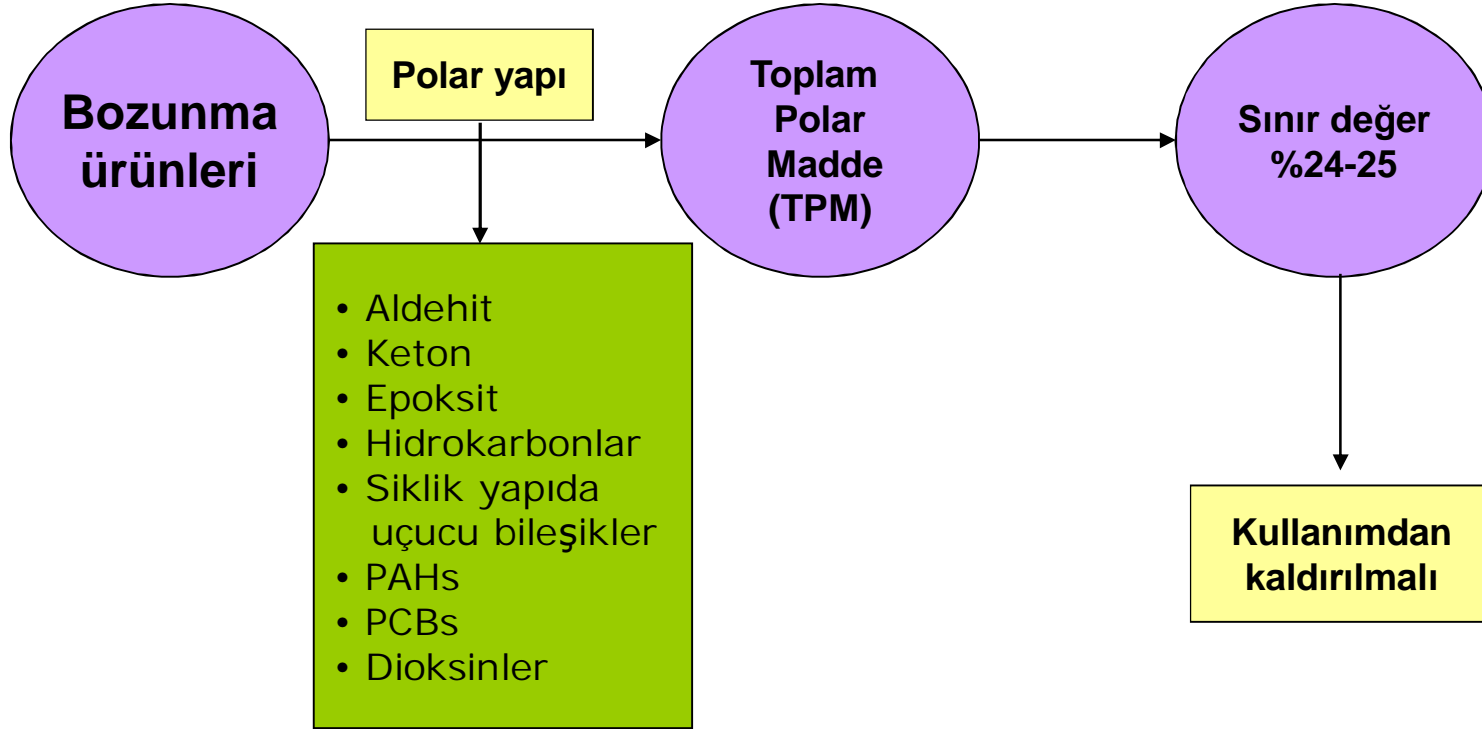 Bozunma
ürünleri
Polar yapı
Toplam
Polar
Madde
(TPM)
Sınır değer
%24-25
• Aldehit
• Keton
• Epoksit
• Hidrokarbonlar
• Siklik yapıda
uçucu bileşikler
• PAHs
• PCBs
• Dioksinler
Kullanımdan
kaldırılmalı